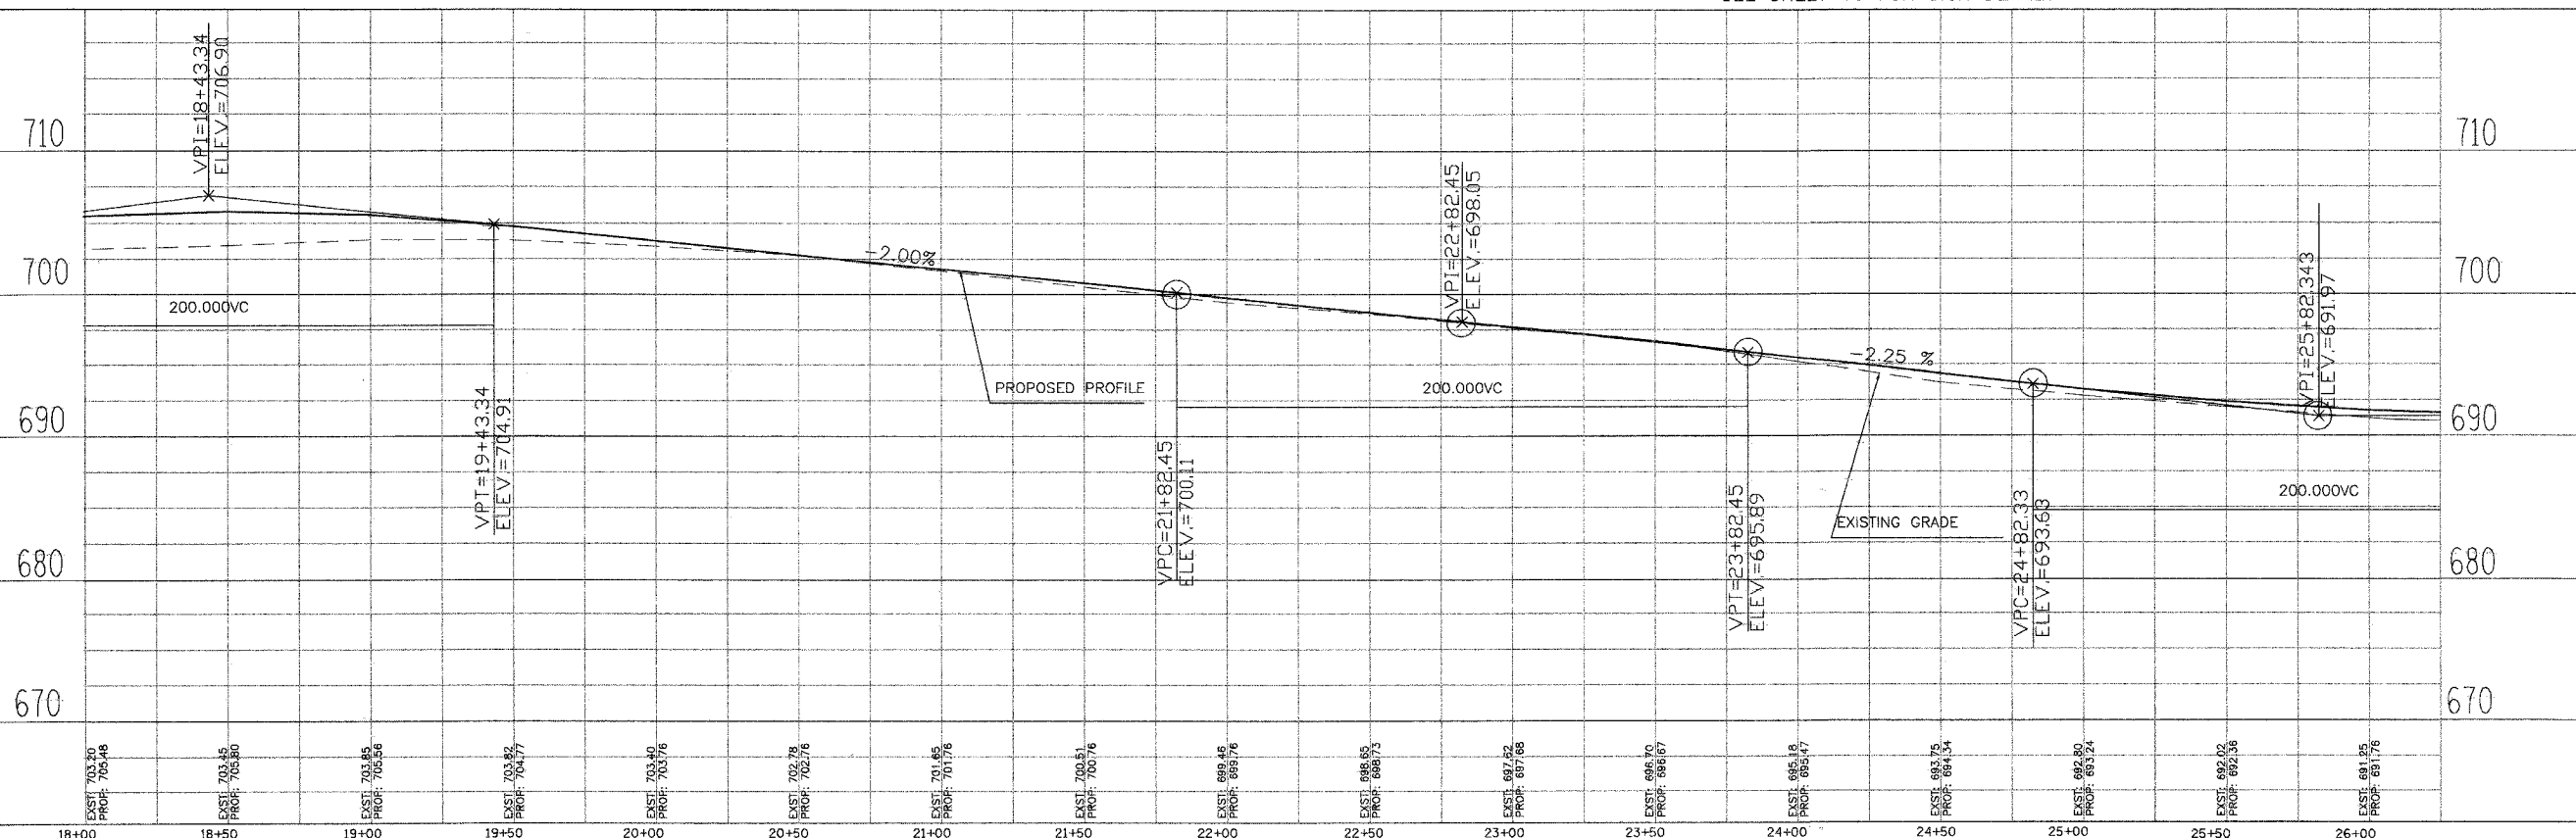 VPI=18+43.34
ELEV.=706.90
710
710
VPI=22+82.45
ELEV.=698.05
-2.00%
700
700
VPI=25+82.343
ELEV.=691.97
200.000VC
-2.25 %
PROPOSED PROFILE
200.000VC
VPT=19+43.34
ELEV.=704.91
690
690
VPC=21+82.45
ELEV.=700.11
200.000VC
VPT=23+82.45
ELEV.=695.89
EXISTING GRADE
VPC=24+82.33
ELEV.=693.63
680
680
670
670
EXST: 703.20
PROP: 705.48
EXST: 703.45
PROP: 705.80
EXST: 703.85
PROP: 705.56
EXST: 703.82
PROP: 704.77
EXST: 703.40
PROP: 703.76
EXST: 702.78
PROP: 702.76
EXST: 701.65
PROP: 701.76
EXST: 700.51
PROP: 700.76
EXST: 699.46
PROP: 699.76
EXST: 698.65
PROP: 698.73
EXST: 697.62
PROP: 697.68
EXST: 696.70
PROP: 696.67
EXST: 695.18
PROP: 695.47
EXST: 693.75
PROP: 694.34
EXST: 692.80
PROP: 693.24
EXST: 692.02
PROP: 692.36
EXST: 691.25
PROP: 691.76
18+00 18+50 19+00 19+50 20+00 20+50 21+00 21+50 22+00 22+50 23+00 23+50 24+00 24+50 25+00 25+50 26+00